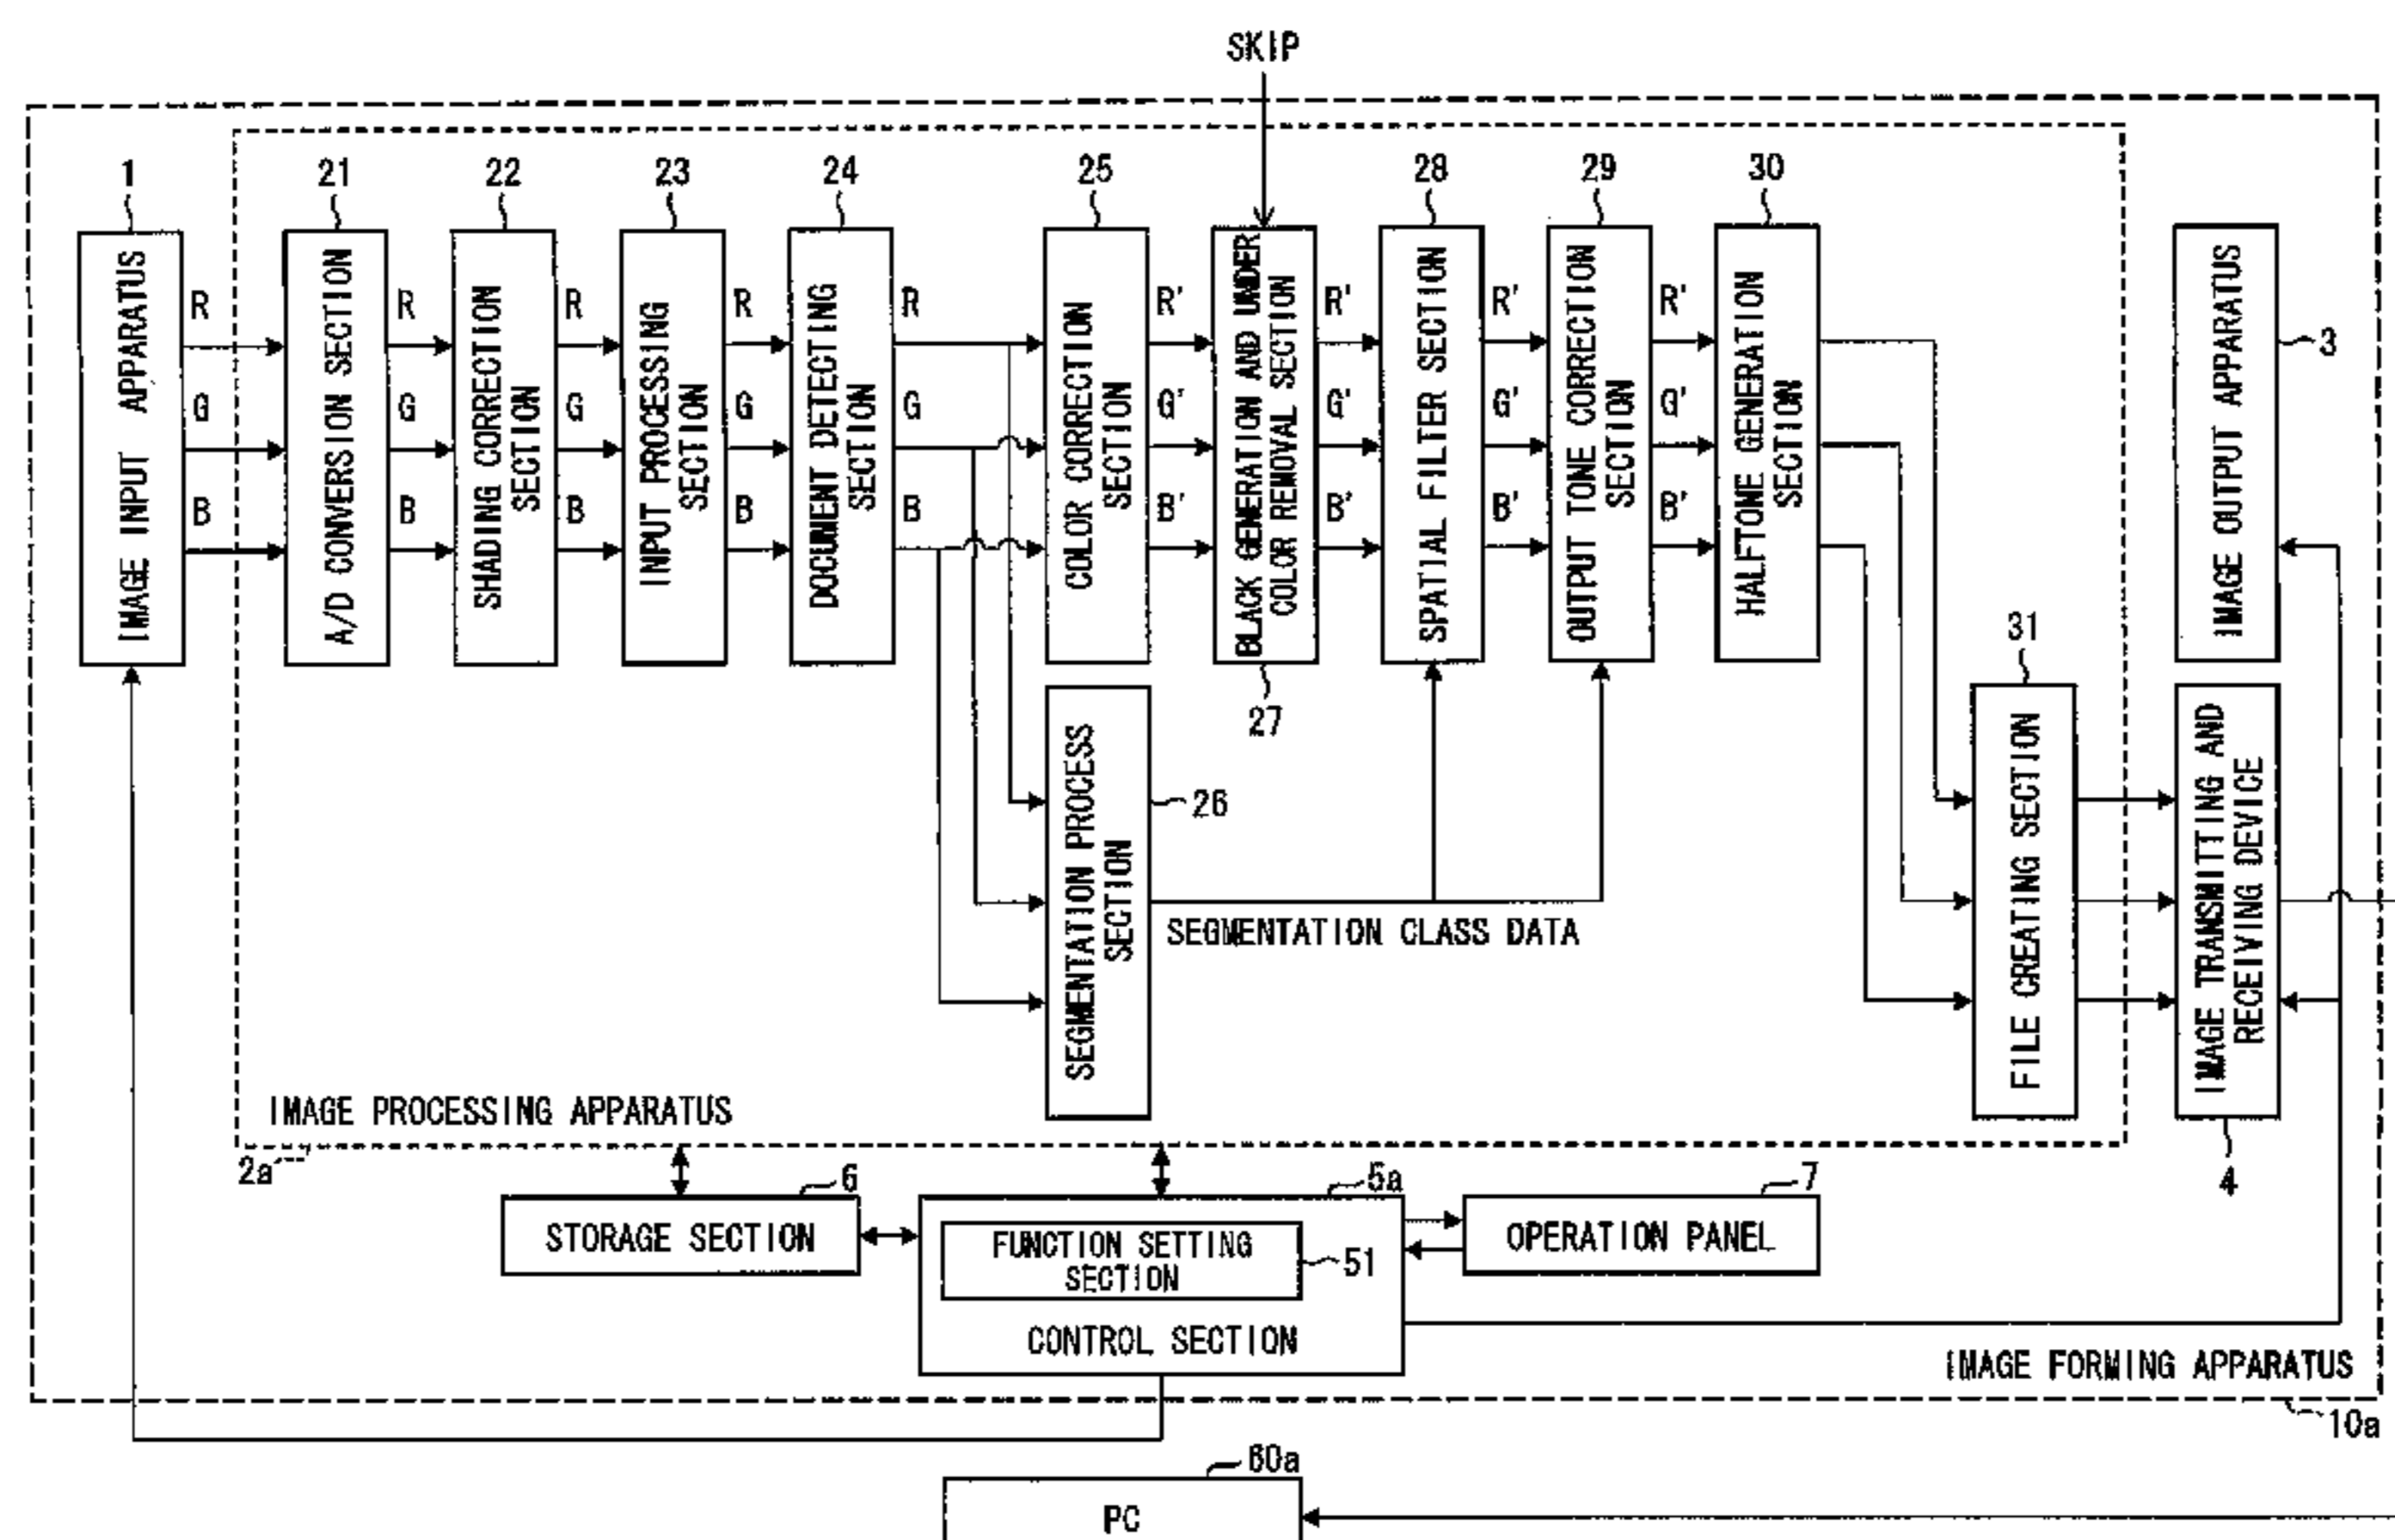 SKIP
1
21
22
23
24
25
28
29
30
IMAGE INPUT APPARATUS
R
G
B
A/D CONVERSION SECTION
R
G
B
SHADING CORRECTION
SECTION
R
G
B
INPUT PROCESSING
SECTION
R
G
B
DOCUMENT DETECTING
SECTION
R
G
B
COLOR CORRECTION
SECTION
R'
G'
B'
BLACK GENERATION AND UNDER
COLOR REMOVAL SECTION
27
R'
G'
B'
SPATIAL FILTER SECTION
R'
G'
B'
OUTPUT TONE CORRECTION
SECTION
R'
G'
B'
HALFTONE GENERATION
SECTION
IMAGE OUTPUT APPARATUS
3
31
SEGMENTATION PROCESS
SECTION
26
SEGMENTATION CLASS DATA
FILE CREATING SECTION
IMAGE TRANSMITTING AND
RECEIVING DEVICE
4
IMAGE PROCESSING APPARATUS
2a
6
STORAGE SECTION
5a
FUNCTION SETTING
SECTION
51
CONTROL SECTION
7
OPERATION PANEL
IMAGE FORMING APPARATUS
10a
60a
PC